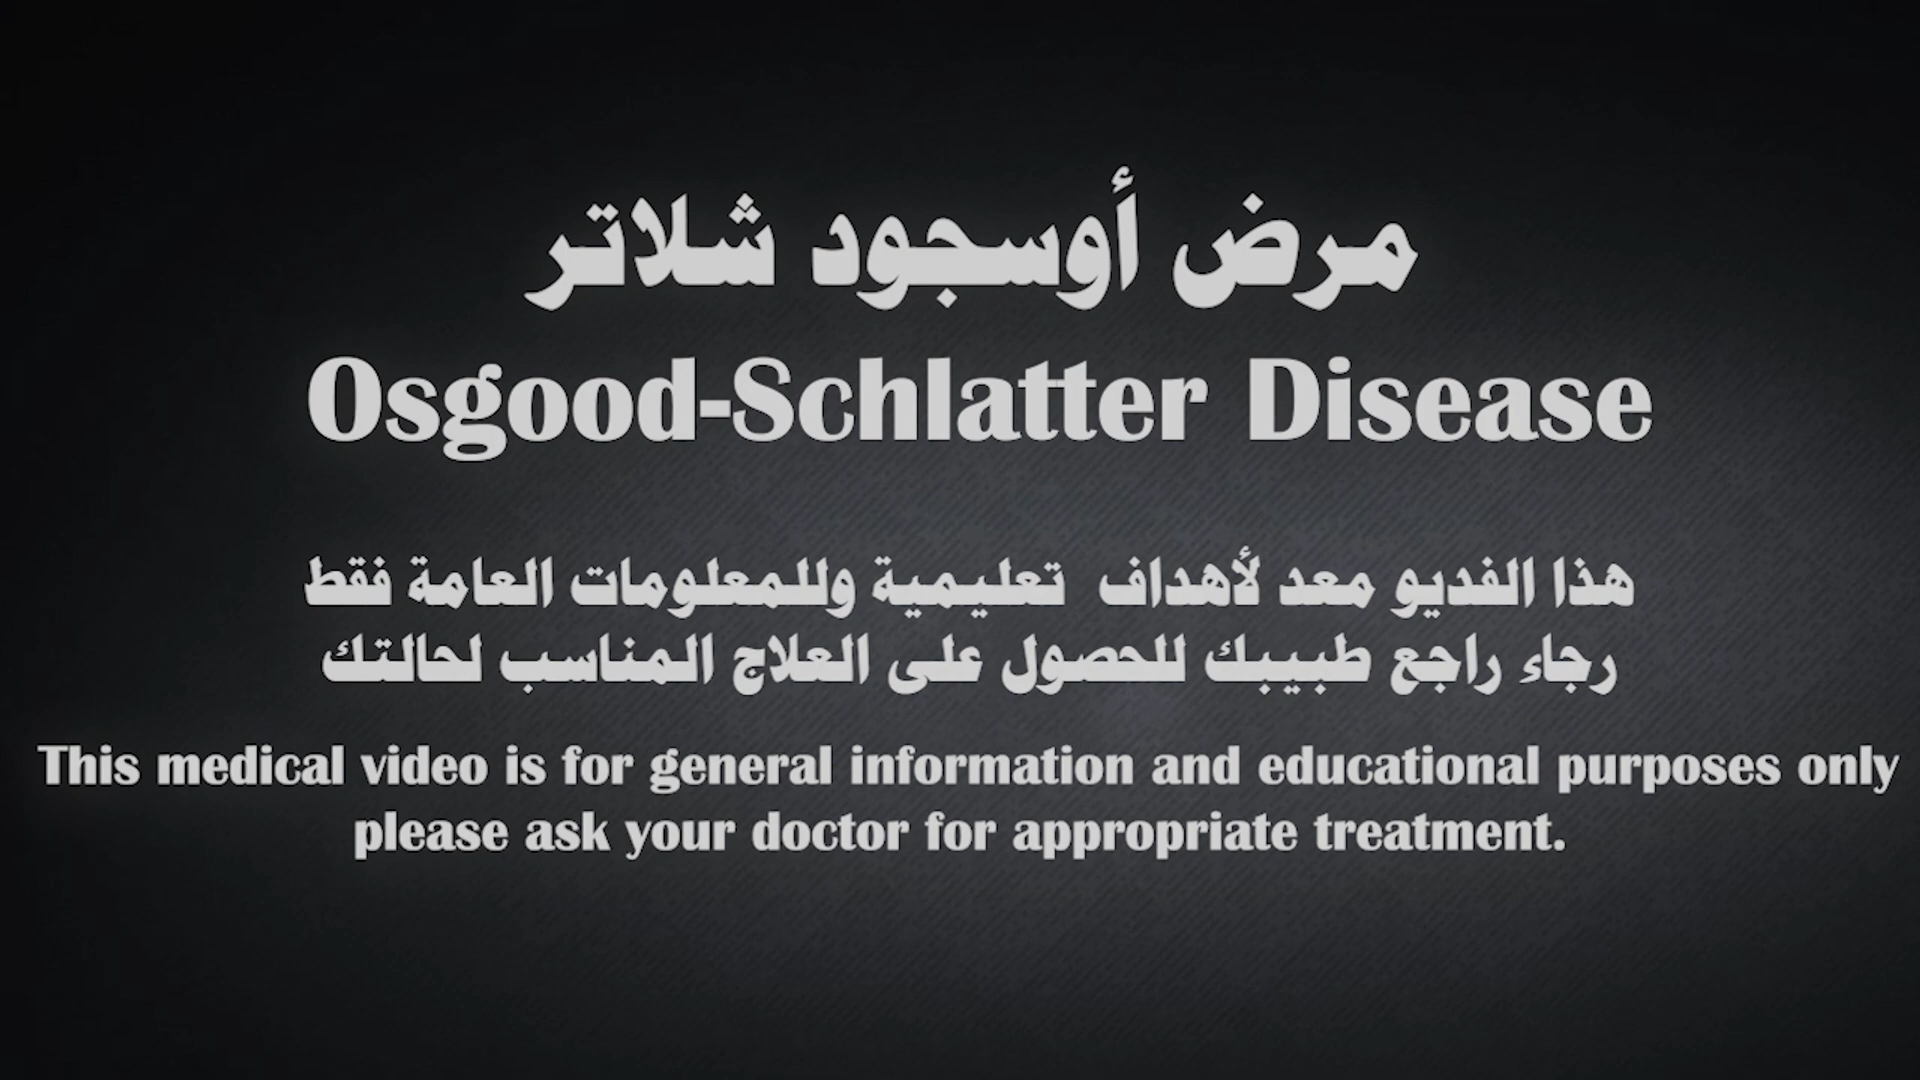 مرض أوسجود شلاتر
Osgood-Schlatter Disease
هذا الفديو معد لأهداف تعليمية وللمعلومات العامة فقط
رجاء راجع طبيبك للحصول على العلاج المناسب لحالتك
This medical video is for general information and educational purposes only
please ask your doctor for appropriate treatment.